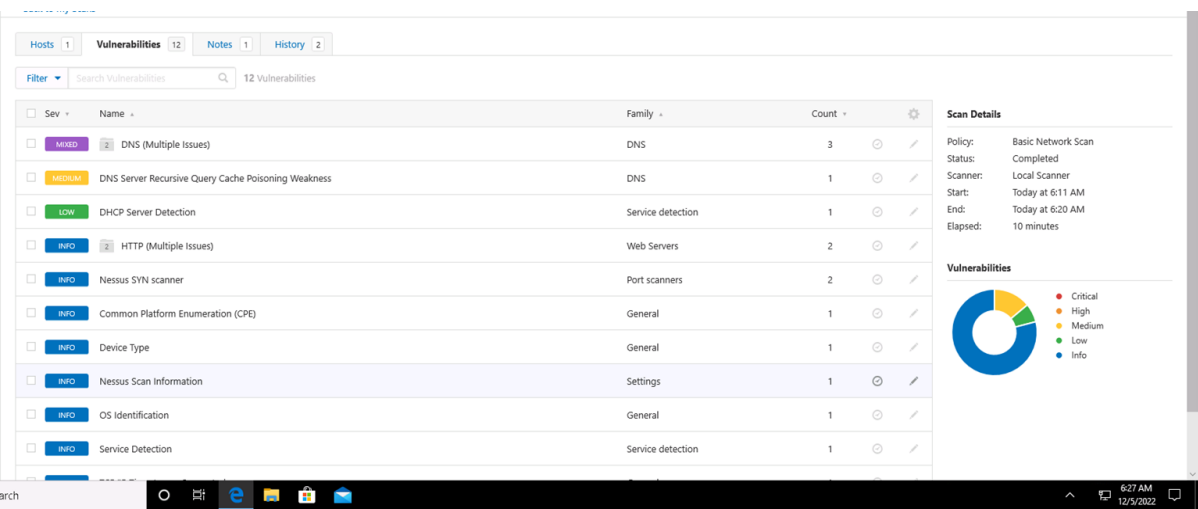 Back to My Scans
Hosts 1 Vulnerabilities 12 Notes 1 History 2
Filter Search Vulnerabilities 12 Vulnerabilities
Sev Name Family Count
MIXED 2 DNS (Multiple Issues) DNS 3
MEDIUM DNS Server Recursive Query Cache Poisoning Weakness DNS 1
LOW DHCP Server Detection Service detection 1
INFO 2 HTTP (Multiple Issues) Web Servers 2
INFO Nessus SYN scanner Port scanners 2
INFO Common Platform Enumeration (CPE) General 1
INFO Device Type General 1
INFO Nessus Scan Information Settings 1
INFO OS Identification General 1
INFO Service Detection Service detection 1
Scan Details
Policy: Basic Network Scan
Status: Completed
Scanner: Local Scanner
Start: Today at 6:11 AM
End: Today at 6:20 AM
Elapsed: 10 minutes
Vulnerabilities
Critical
High
Medium
Low
Info
arch
6:27 AM
12/5/2022